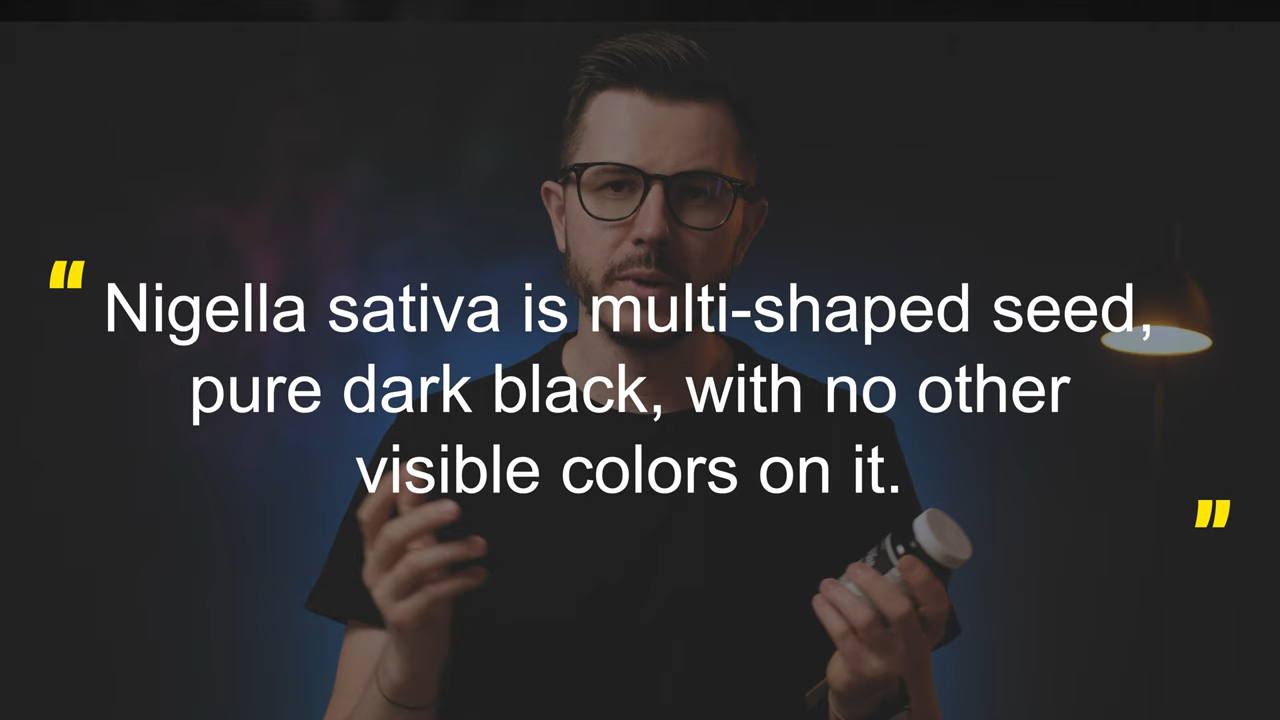 " Nigella sativa is multi-shaped seed,
pure dark black, with no other
visible colors on it.
"